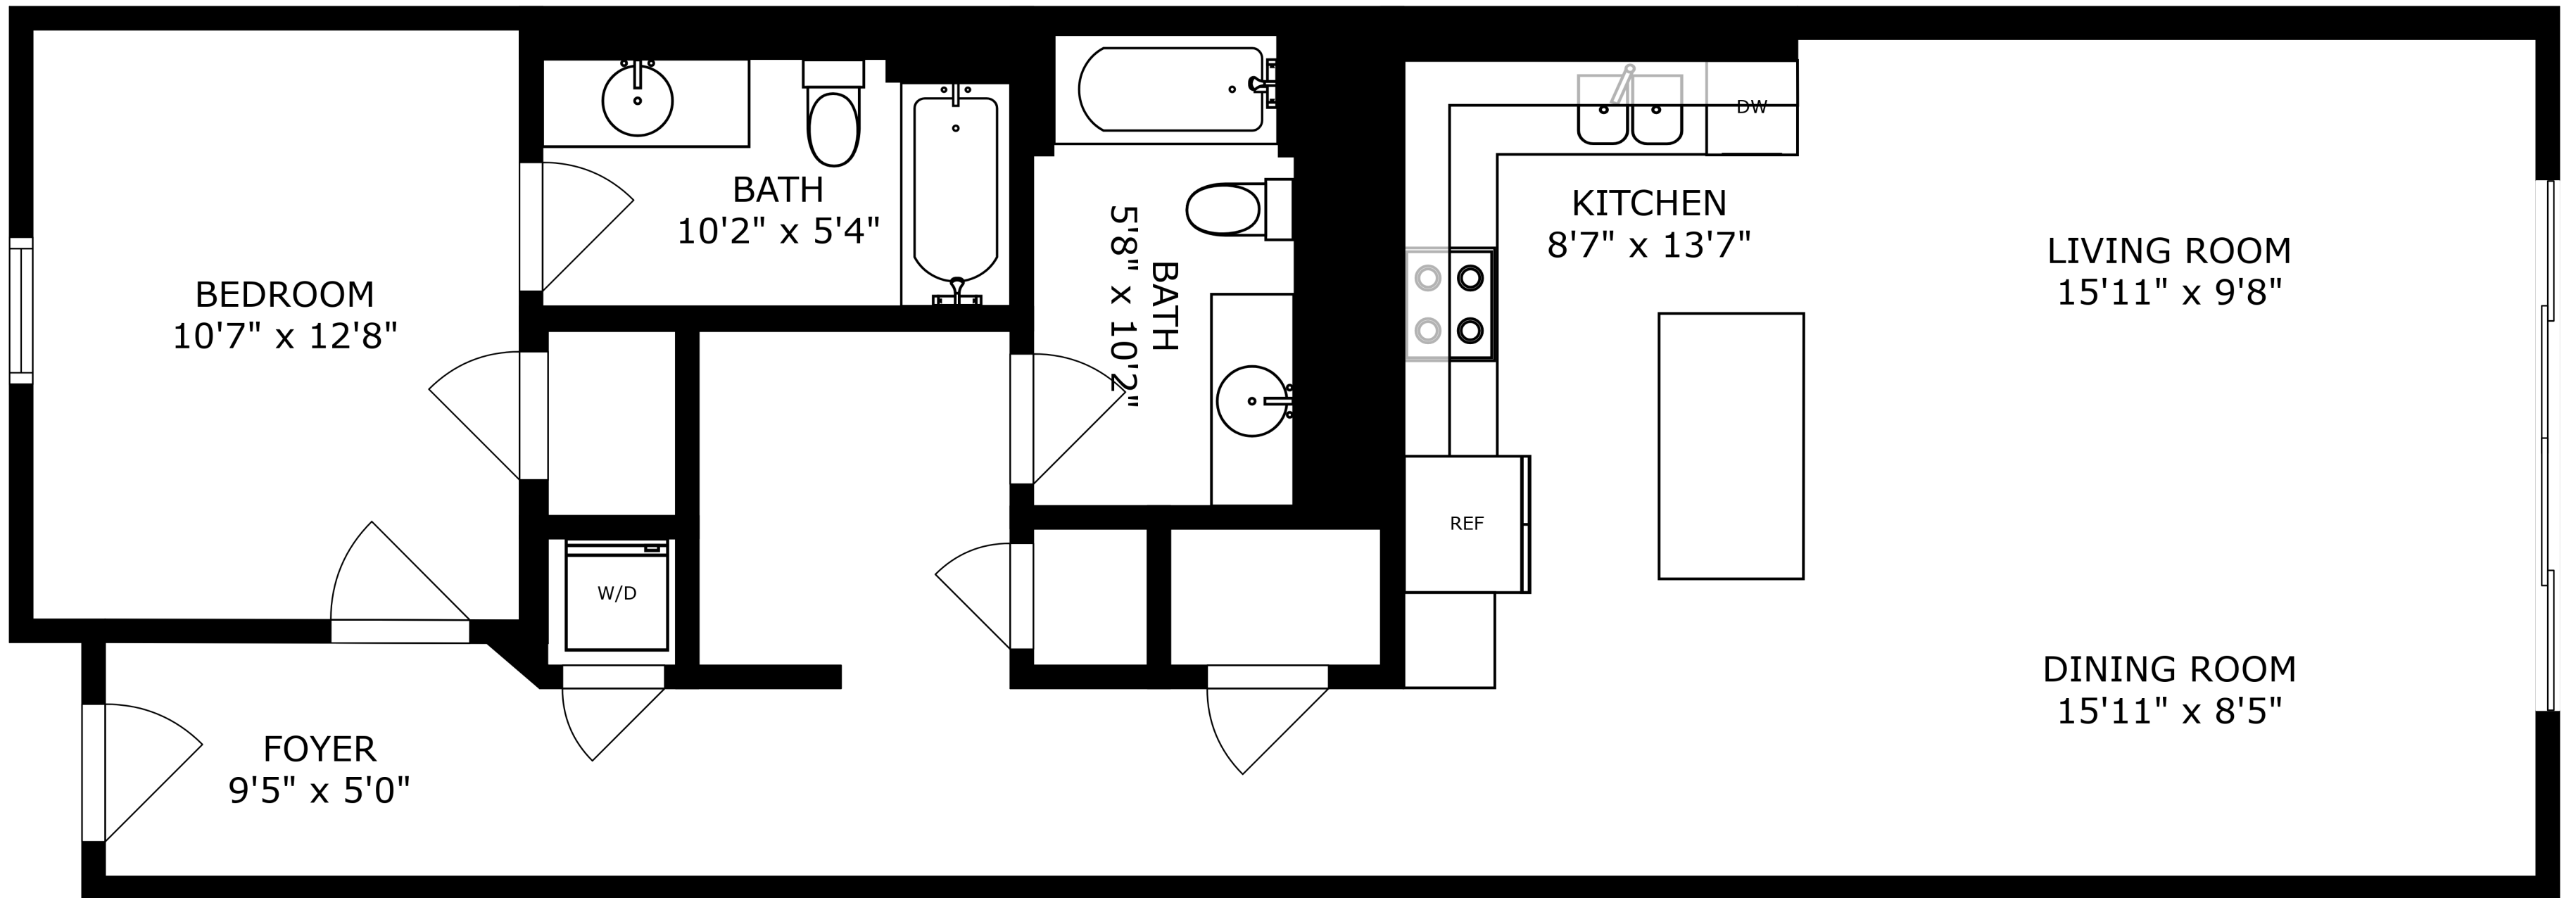 BEDROOM
10'7" x 12'8"
BATH
10'2" x 5'4"
BATH
5'8" x 10'2"
KITCHEN
8'7" x 13'7"
DW
REF
W/D
LIVING ROOM
15'11" x 9'8"
DINING ROOM
15'11" x 8'5"
FOYER
9'5" x 5'0"